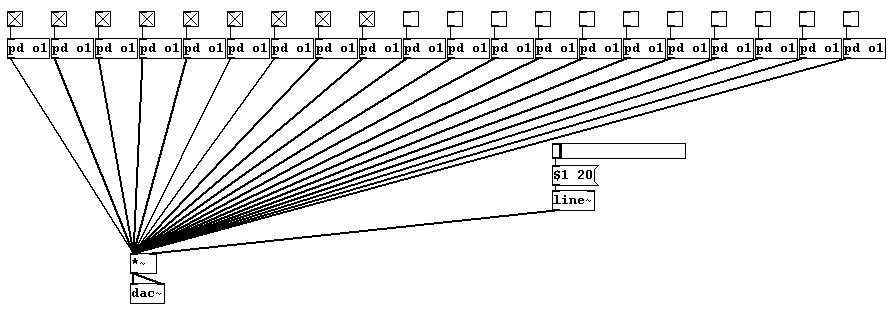 pd o1 pd o1 pd o1 pd o1 pd o1 pd o1 pd o1 pd o1 pd o1 pd o1 pd o1 pd o1 pd o1 pd o1 pd o1 pd o1 pd o1 pd o1 pd o1 pd o1
$1 20
line~
*~
dac~